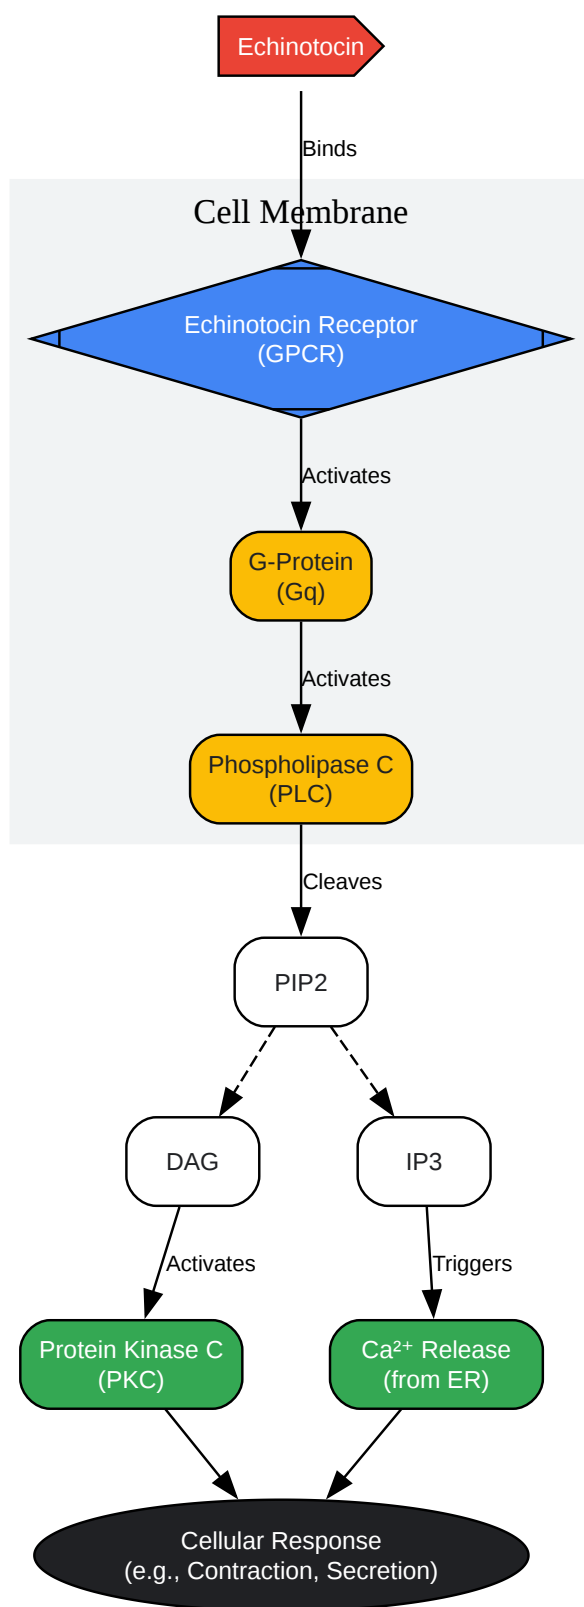 Echinotocin
Binds
Cell Membrane
Echinotocin Receptor
(GPCR)
Activates
G-Protein
(Gq)
Activates
Phospholipase C
(PLC)
Cleaves
PIP2
DAG
IP3
Activates
Triggers
Protein Kinase C
(PKC)
Ca²⁺ Release
(from ER)
Cellular Response
(e.g., Contraction, Secretion)